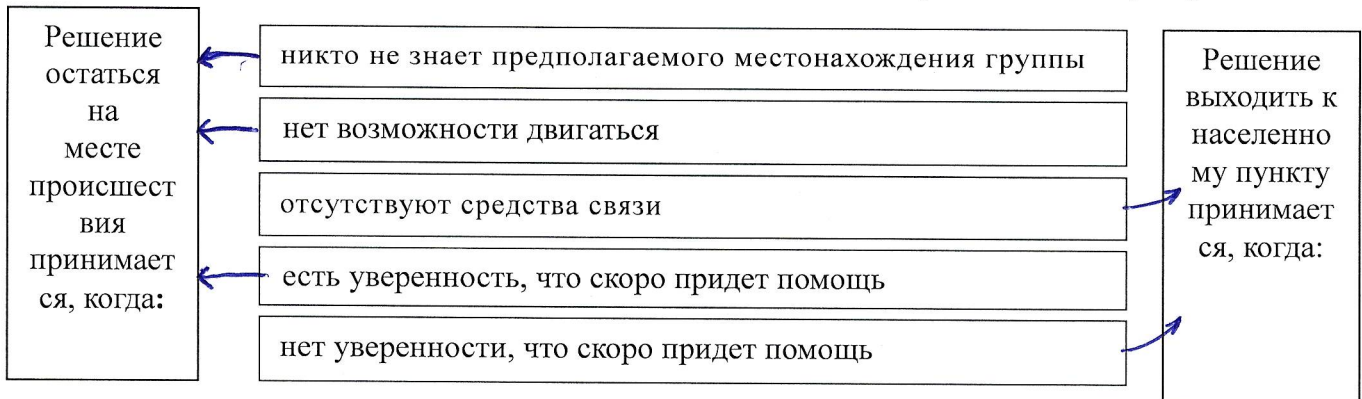 Решение
остаться
на
месте
происшест
вия
принимает
ся, когда:
никто не знает предполагаемого местонахождения группы
нет возможности двигаться
отсутствуют средства связи
есть уверенность, что скоро придет помощь
нет уверенности, что скоро придет помощь
Решение
выходить к
населенно
му пункту
принимает
ся, когда: